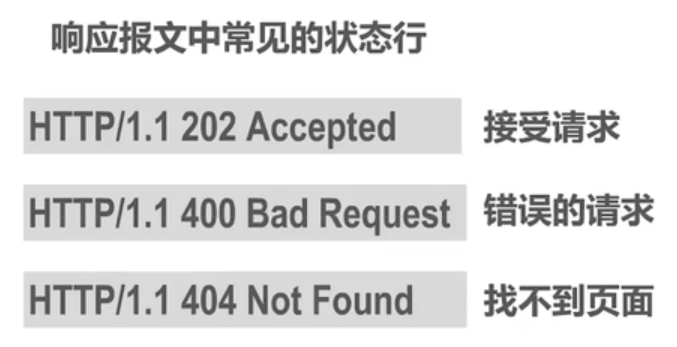 响应报文中常见的状态行
HTTP/1.1 202 Accepted 接受请求
HTTP/1.1 400 Bad Request 错误的请求
HTTP/1.1 404 Not Found 找不到页面